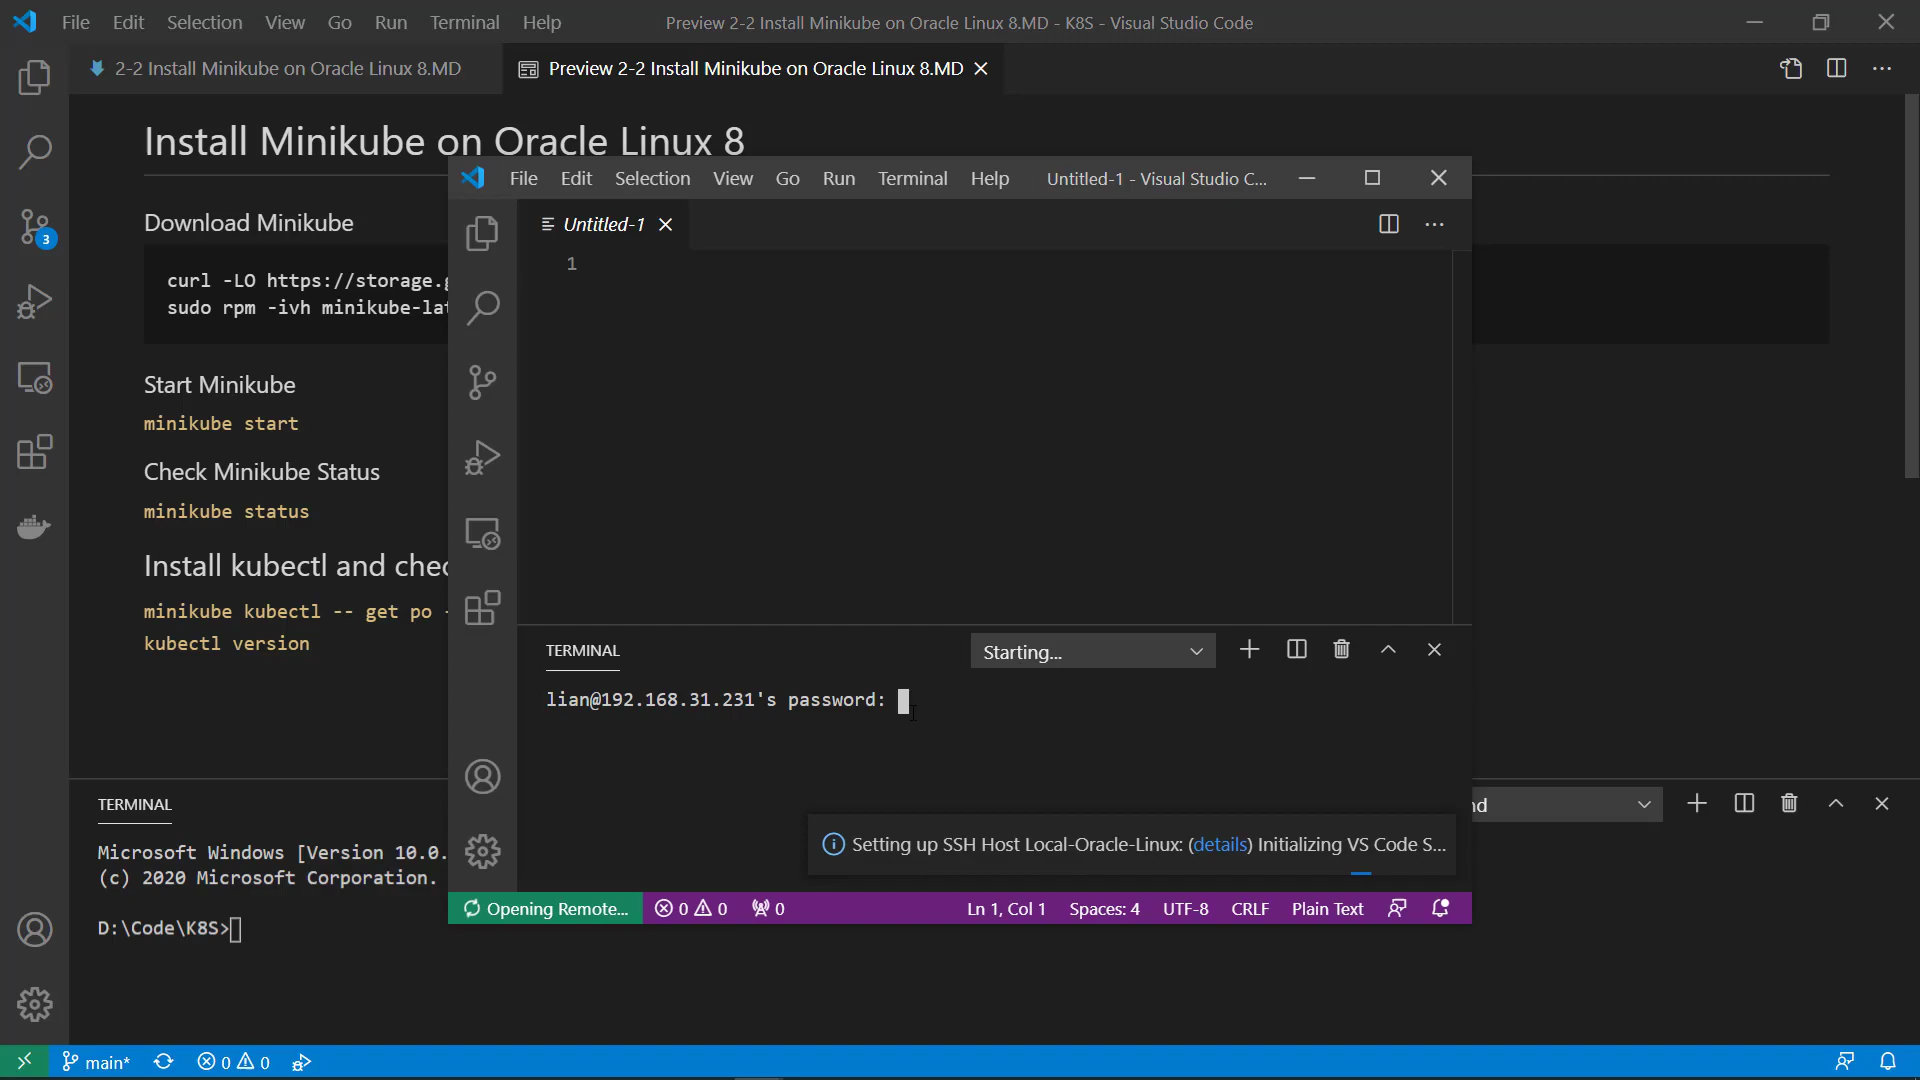 File Edit Selection View Go Run Terminal Help Preview 2-2 Install Minikube on Oracle Linux 8.MD - K8S - Visual Studio Code
2-2 Install Minikube on Oracle Linux 8.MD Preview 2-2 Install Minikube on Oracle Linux 8.MD
Install Minikube on Oracle Linux 8
Download Minikube
curl -LO https://storage.g
sudo rpm -ivh minikube-lat
Start Minikube
minikube start
Check Minikube Status
minikube status
Install kubectl and chec
minikube kubectl -- get po -
kubectl version
3
TERMINAL
Microsoft Windows [Version 10.0.
(c) 2020 Microsoft Corporation.
D:\Code\K8S>
nd
File Edit Selection View Go Run Terminal Help Untitled-1 - Visual Studio C...
Untitled-1
1
TERMINAL Starting...
lian@192.168.31.231's password:
Setting up SSH Host Local-Oracle-Linux: (details) Initializing VS Code S...
Opening Remote... 0 0 0 Ln 1, Col 1 Spaces: 4 UTF-8 CRLF Plain Text
main* 0 0